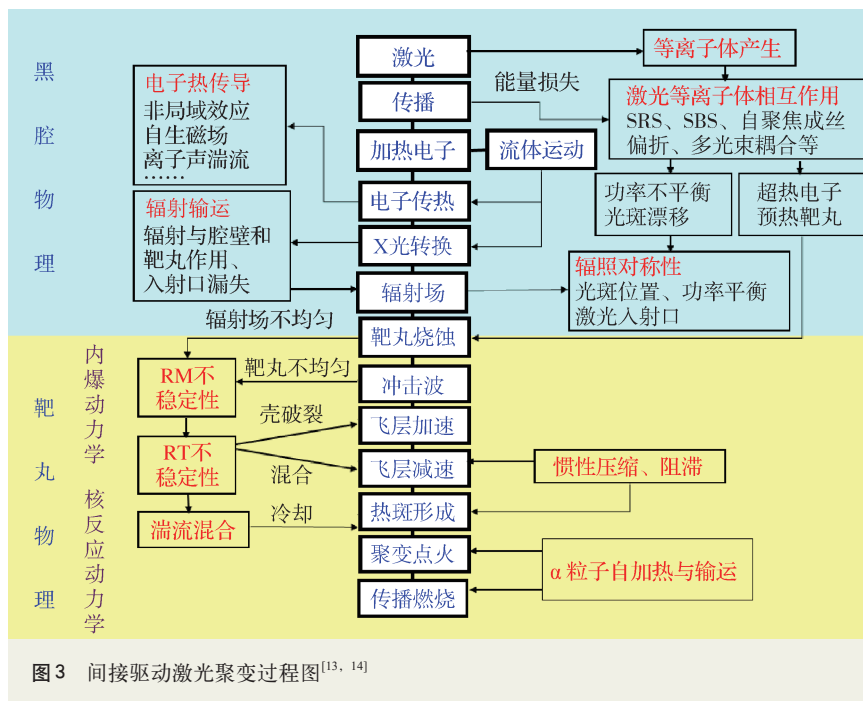 黑腔物理
激光
传播
加热电子
流体运动
电子传热
X光转换
辐射场
靶丸烧蚀
冲击波
飞层加速
飞层减速
热斑形成
聚变点火
传播燃烧
电子热传导
非局域效应
自生磁场
离子声湍流
……
辐射输运
辐射与腔壁和
靶丸作用、
入射口漏失
能量损失
等离子体产生
激光等离子体相互作用
SRS、SBS、自聚焦成丝
偏折、多光束耦合等
功率不平衡
光斑漂移
超热电子
预热靶丸
辐照对称性
光斑位置、功率平衡
激光入射口
辐射场不均匀
靶丸物理
内爆动力学
核反应动力学
RM不
稳定性
靶丸不均匀
RT不
稳定性
壳破裂
混合
湍流混合
冷却
惯性压缩、阻滞
α 粒子自加热与输运
图3 间接驱动激光聚变过程图[13, 14]